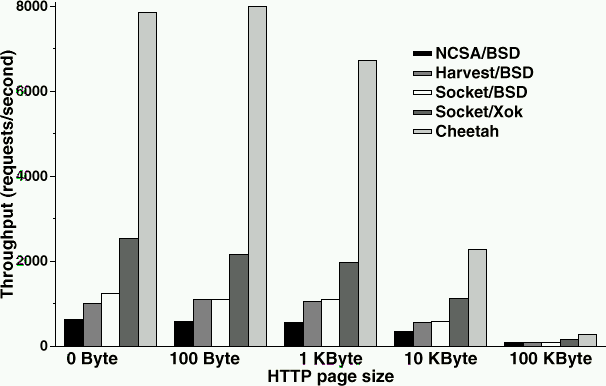 8000
6000
4000
2000
0
Throughput (requests/second)
NCSA/BSD
Harvest/BSD
Socket/BSD
Socket/Xok
Cheetah
0 Byte 100 Byte 1 KByte 10 KByte 100 KByte
HTTP page size